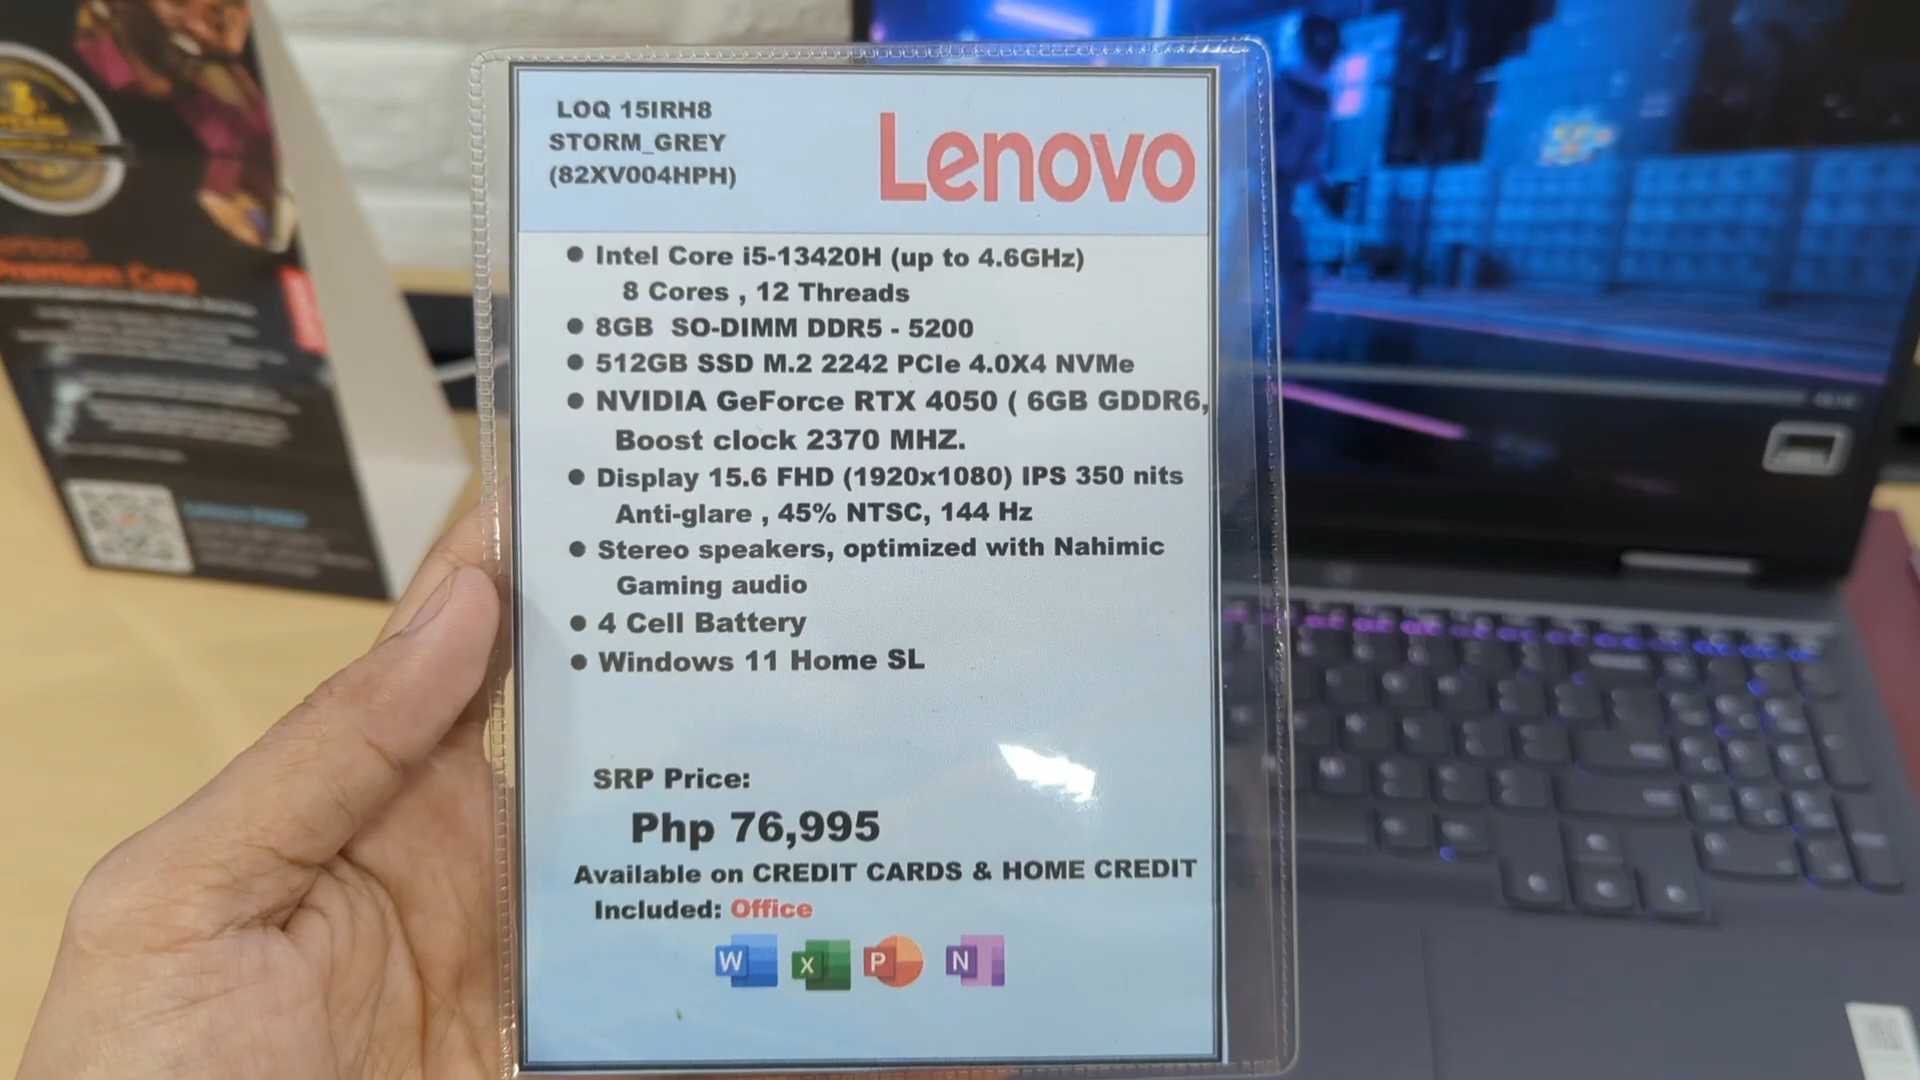 LOQ 15IRH8
STORM_GREY
(82XV004HPH)
Lenovo
Intel Core i5-13420H (up to 4.6GHz)
8 Cores , 12 Threads
8GB SO-DIMM DDR5 - 5200
512GB SSD M.2 2242 PCIe 4.0X4 NVMe
NVIDIA GeForce RTX 4050 ( 6GB GDDR6,
Boost clock 2370 MHZ.
Display 15.6 FHD (1920x1080) IPS 350 nits
Anti-glare , 45% NTSC, 144 Hz
Stereo speakers, optimized with Nahimic
Gaming audio
4 Cell Battery
Windows 11 Home SL
SRP Price:
Php 76,995
Available on CREDIT CARDS & HOME CREDIT
Included: Office
W X P N
Lenovo
Premium Care